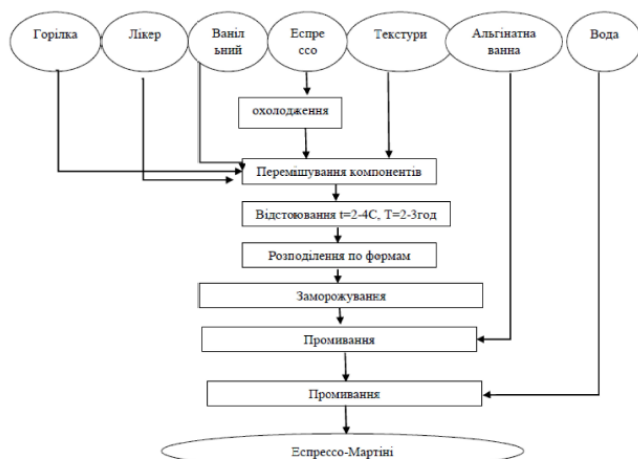 Горілка
Лікер
Ваніл
ьний
Еспре
ссо
Текстури
Альгінатна
ванна
Вода
охолодження
Перемішування компонентів
Відстоювання t=2-4С, Т=2-3год
Розподілення по формам
Заморожування
Промивання
Промивання
Еспрессо-Мартіні